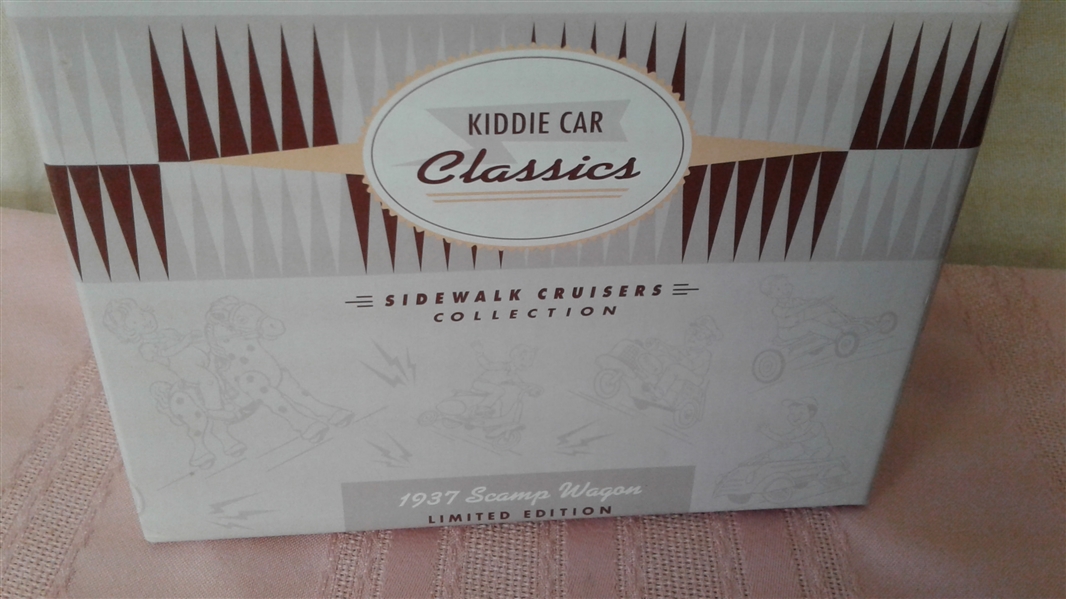 KIDDIE CAR
Classics
SIDEWALK CRUISERS
COLLECTION
1937 Scamp Wagon
LIMITED EDITION